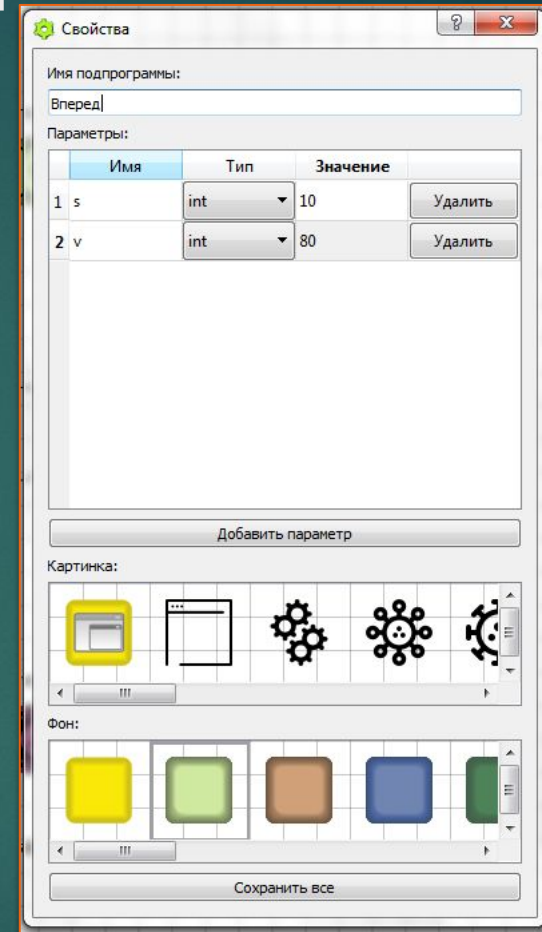 Свойства
Имя подпрограммы:
Вперед
Параметры:
Имя Тип Значение
1 s int 10 Удалить
2 v int 80 Удалить
Добавить параметр
Картинка:
Фон:
Сохранить все